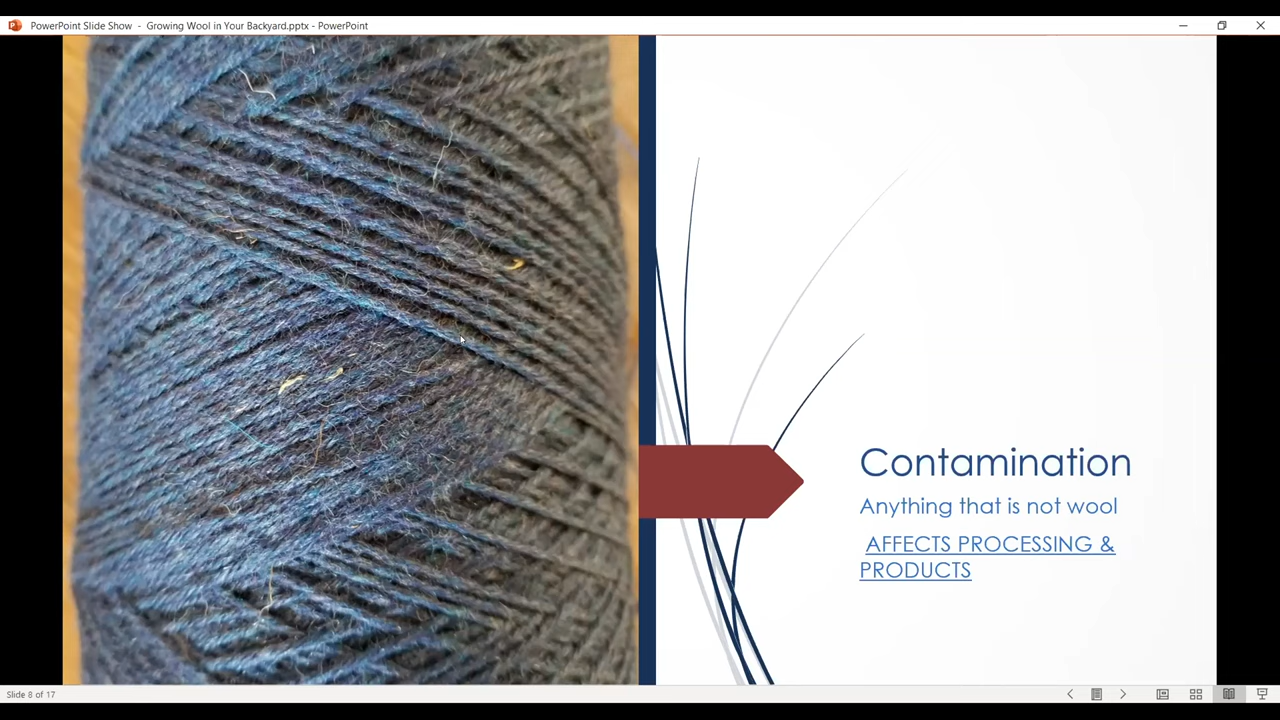 PowerPoint Slide Show - Growing Wool in Your Backyard.pptx - PowerPoint
Contamination
Anything that is not wool
AFFECTS PROCESSING &
PRODUCTS
Slide 8 of 17